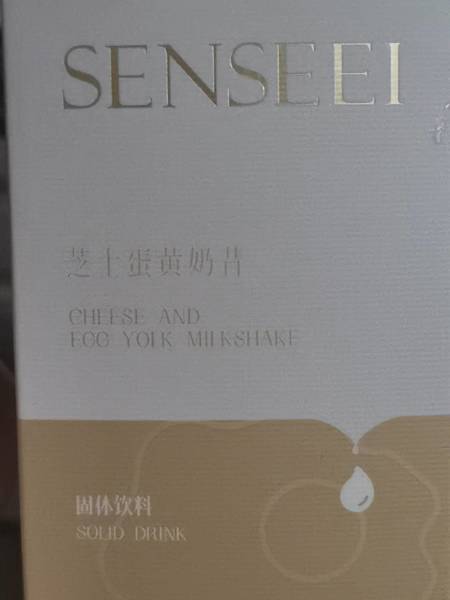 SENSEEI
芝士蛋黄奶昔
CHEESE AND
EGG YOLK MILKSHAKE
固体饮料
SOLID DRINK